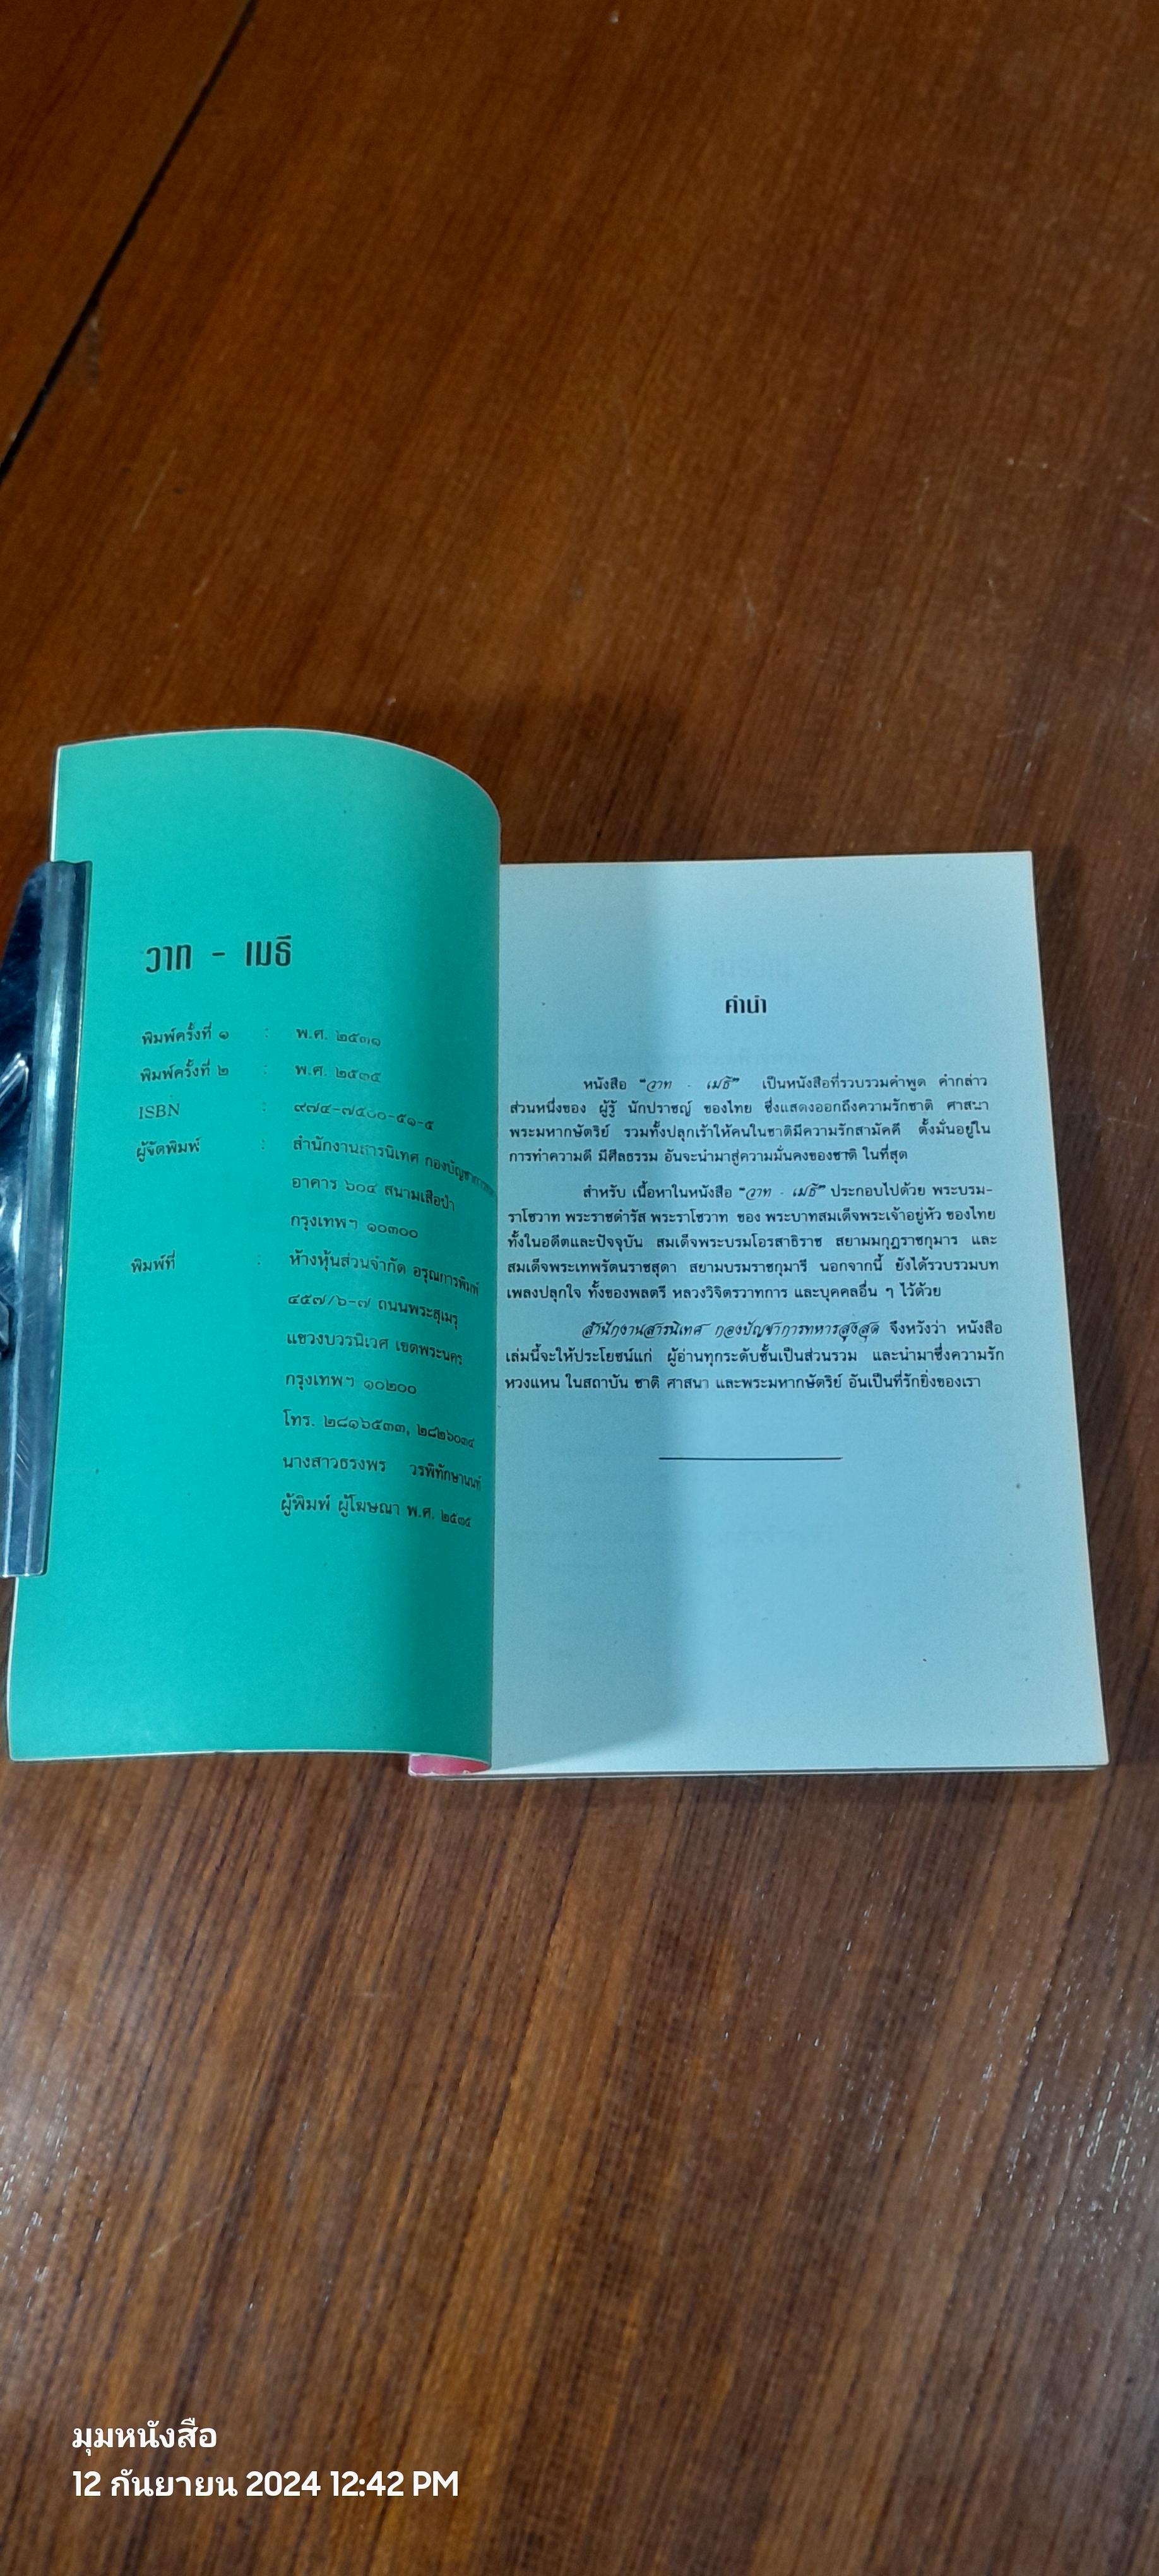 วาท - เมธี
พิมพ์ครั้งที่ ๑ : พ.ศ. ๒๕๓๑
พิมพ์ครั้งที่ ๒ : พ.ศ. ๒๕๓๕
ISBN : ๙๗๔-๗๕๐๐-๕๑-๕
ผู้จัดพิมพ์ : สำนักงานสารนิเทศ
อาคาร ๖๐๔ สนามเสือป่า
กรุงเทพฯ ๑๐๓๐๐
พิมพ์ที่ : ห้างหุ้นส่วนจำกัด อรุณการพิมพ์
๔๕๗/๖-๗ ถนนพระสุเมรุ
แขวงบวรนิเวศ เขตพระนคร
กรุงเทพฯ ๑๐๒๐๐
โทร. ๒๘๑๖๕๓๓, ๒๘๒๖๐๓๔
นางสาวธรงพร วรพิทักษานนท์
ผู้พิมพ์ ผู้โฆษณา พ.ศ. ๒๕๓๕
คำนำ
หนังสือ "วาท - เมธี" เป็นหนังสือที่รวบรวมคำพูด คำกล่าว
ส่วนหนึ่งของ ผู้รู้ นักปราชญ์ ของไทย ซึ่งแสดงออกถึงความรักชาติ ศาสนา
พระมหากษัตริย์ รวมทั้งปลุกเร้าให้คนในชาติมีความรักสามัคคี ตั้งมั่นอยู่ใน
การทำความดี มีศีลธรรม อันจะนำมาสู่ความมั่นคงของชาติ ในที่สุด
สำหรับ เนื้อหาในหนังสือ "วาท - เมธี" ประกอบไปด้วย พระบรม-
ราโชวาท พระราชดำรัส พระราโชวาท ของ พระบาทสมเด็จพระเจ้าอยู่หัว ของไทย
ทั้งในอดีตและปัจจุบัน สมเด็จพระบรมโอรสาธิราช สยามมกุฎราชกุมาร และ
สมเด็จพระเทพรัตนราชสุดา สยามบรมราชกุมารี นอกจากนี้ ยังได้รวบรวมบท
เพลงปลุกใจ ทั้งของพลตรี หลวงวิจิตรวาทการ และบุคคลอื่น ๆ ไว้ด้วย
สำนักงานสารนิเทศ กองบัญชาการทหารสูงสุด จึงหวังว่า หนังสือ
เล่มนี้จะให้ประโยชน์แก่ ผู้อ่านทุกระดับชั้นเป็นส่วนรวม และนำมาซึ่งความรัก
หวงแหน ในสถาบัน ชาติ ศาสนา และพระมหากษัตริย์ อันเป็นที่รักยิ่งของเรา
มุมหนังสือ
12 กันยายน 2024 12:42 PM